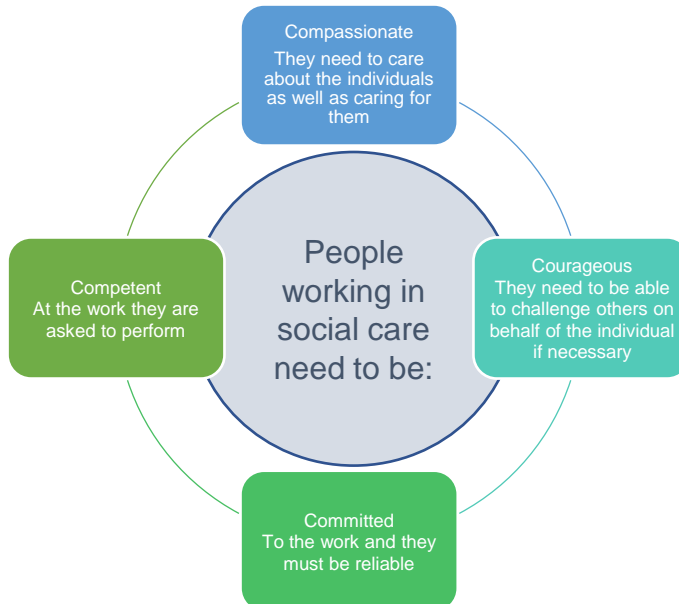 Compassionate
They need to care
about the individuals
as well as caring for
them
People
working in
social care
need to be:
Courageous
They need to be able
to challenge others on
behalf of the individual
if necessary
Committed
To the work and they
must be reliable
Competent
At the work they are
asked to perform